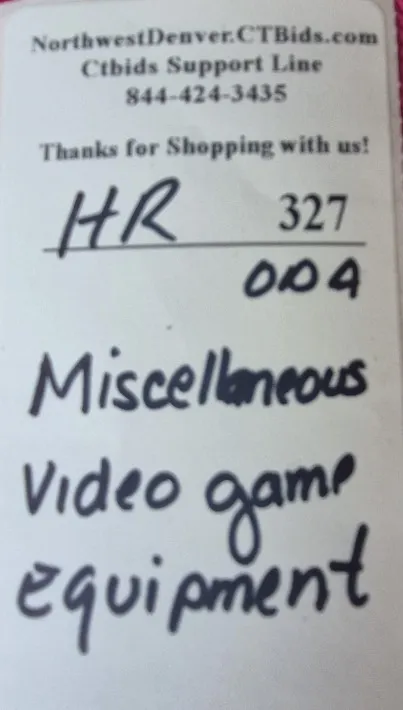 NorthwestDenver.CTBids.com
Ctbids Support Line
844-424-3435
Thanks for Shopping with us!
HR 327
004
Miscellaneous
Video game
equipment